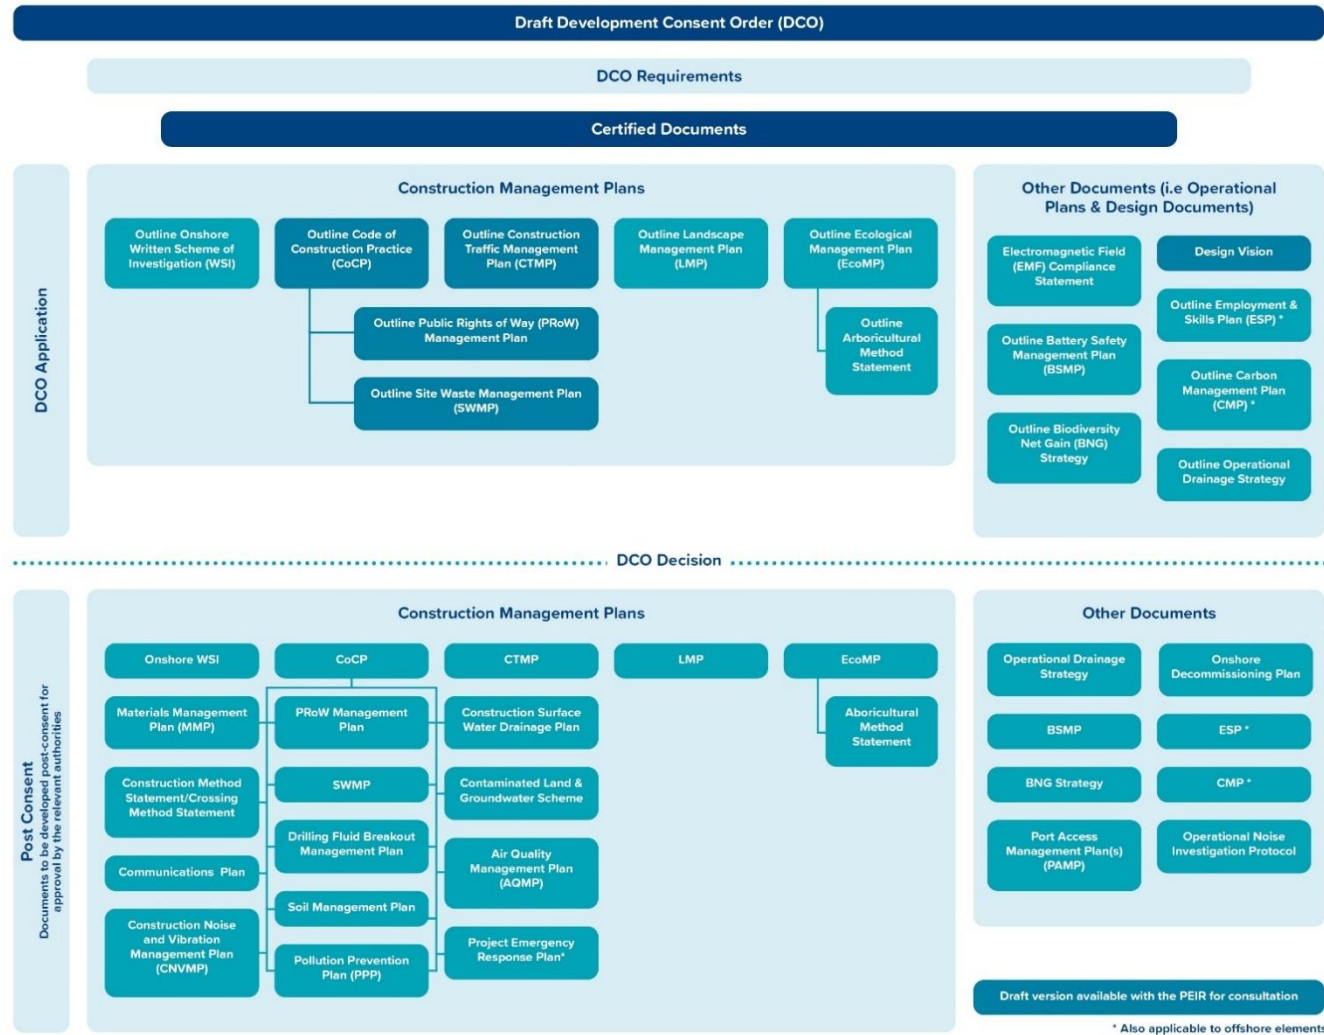 Draft Development Consent Order (DCO)
DCO Requirements
Certified Documents
DCO Application
Construction Management Plans
Outline Onshore
Written Scheme of
Investigation (WSI)
Outline Code of
Construction Practice
(CoCP)
Outline Construction
Traffic Management
Plan (CTMP)
Outline Landscape
Management Plan
(LMP)
Outline Ecological
Management Plan
(EcoMP)
Outline Public Rights of Way (PRoW)
Management Plan
Outline Site Waste Management Plan
(SWMP)
Outline
Arboricultural
Method
Statement
Other Documents (i.e Operational
Plans & Design Documents)
Electromagnetic Field
(EMF) Compliance
Statement
Design Vision
Outline Employment &
Skills Plan (ESP) *
Outline Battery Safety
Management Plan
(BSMP)
Outline Carbon
Management Plan
(CMP) *
Outline Biodiversity
Net Gain (BNG)
Strategy
Outline Operational
Drainage Strategy
DCO Decision
Post Consent
Documents to be developed post-consent for
approval by the relevant authorities
Construction Management Plans
Onshore WSI
CoCP
CTMP
LMP
EcoMP
Materials Management
Plan (MMP)
PRoW Management
Plan
Construction Surface
Water Drainage Plan
Aboricultural
Method
Statement
Construction Method
Statement/Crossing
Method Statement
SWMP
Contaminated Land &
Groundwater Scheme
Drilling Fluid Breakout
Management Plan
Air Quality
Management Plan
(AQMP)
Communications Plan
Soil Management Plan
Construction Noise
and Vibration
Management Plan
(CNVMP)
Pollution Prevention
Plan (PPP)
Project Emergency
Response Plan*
Other Documents
Operational Drainage
Strategy
Onshore
Decommissioning Plan
BSMP
ESP *
BNG Strategy
CMP *
Port Access
Management Plan(s)
(PAMP)
Operational Noise
Investigation Protocol
Draft version available with the PEIR for consultation
* Also applicable to offshore elements